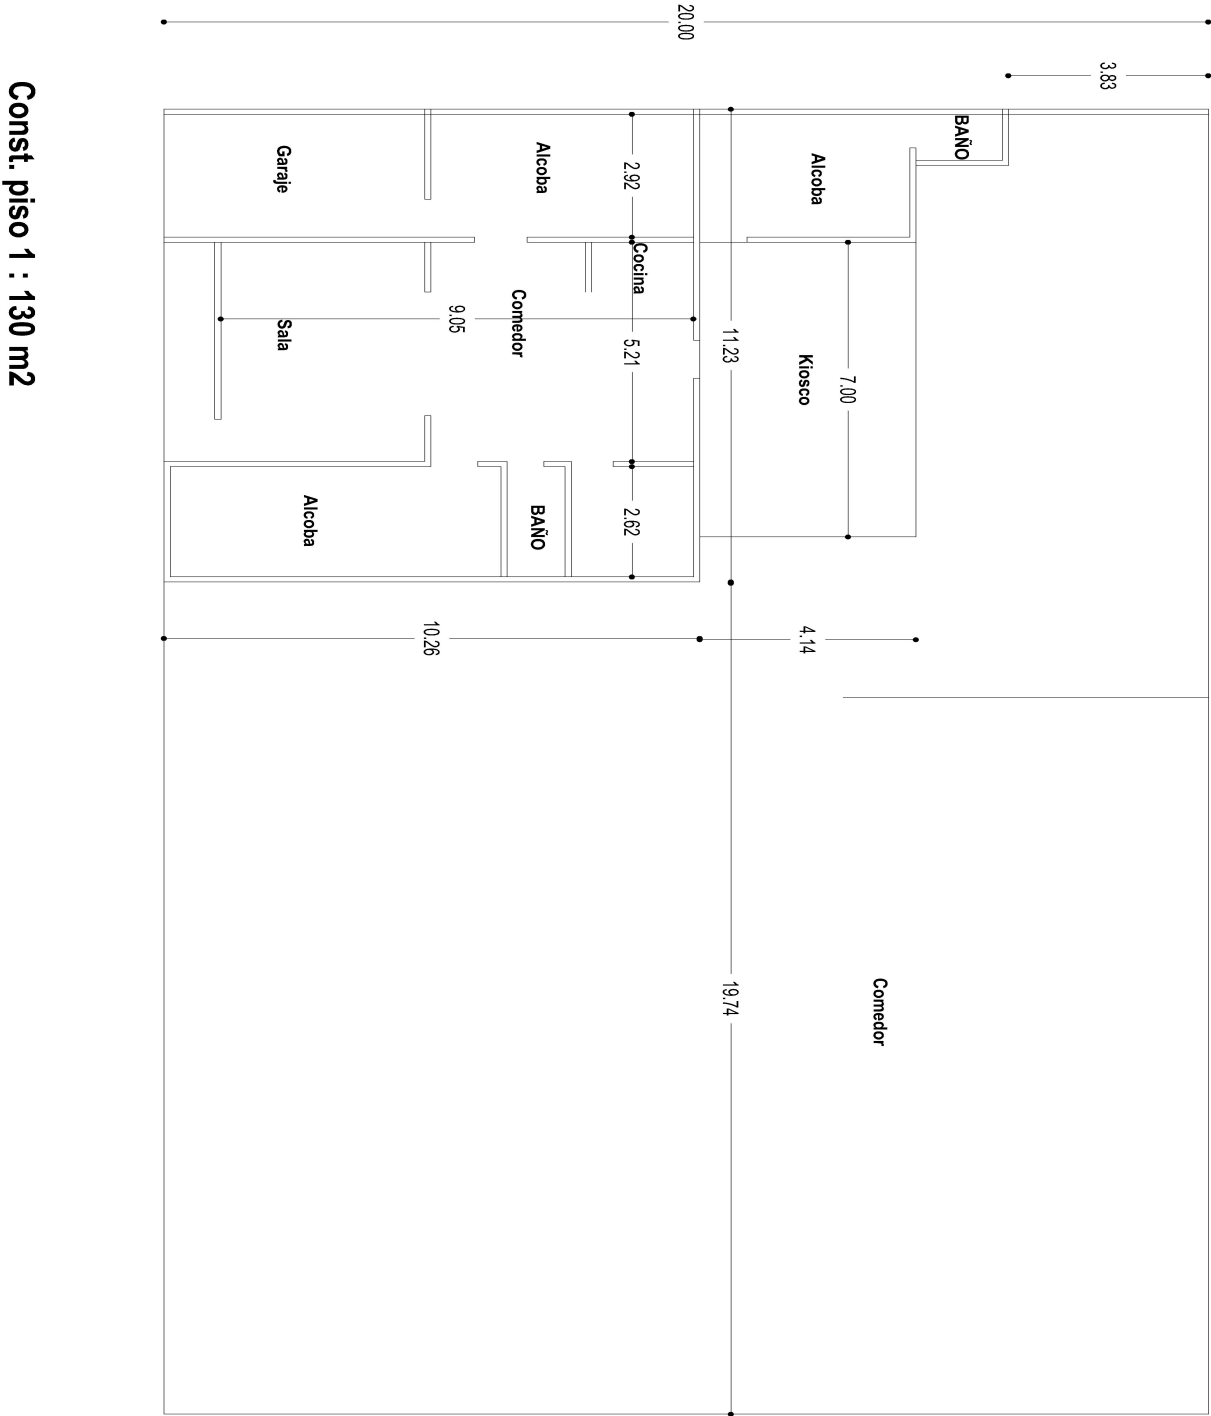 20.00
3.83
BAÑO
Alcoba
Alcoba
Garaje
2.92
Cocina
Comedor
Sala
9.05
5.21
11.23
Kiosco
7.00
Alcoba
BAÑO
2.62
10.26
4.14
19.74
Comedor
Const. piso 1 : 130 m2